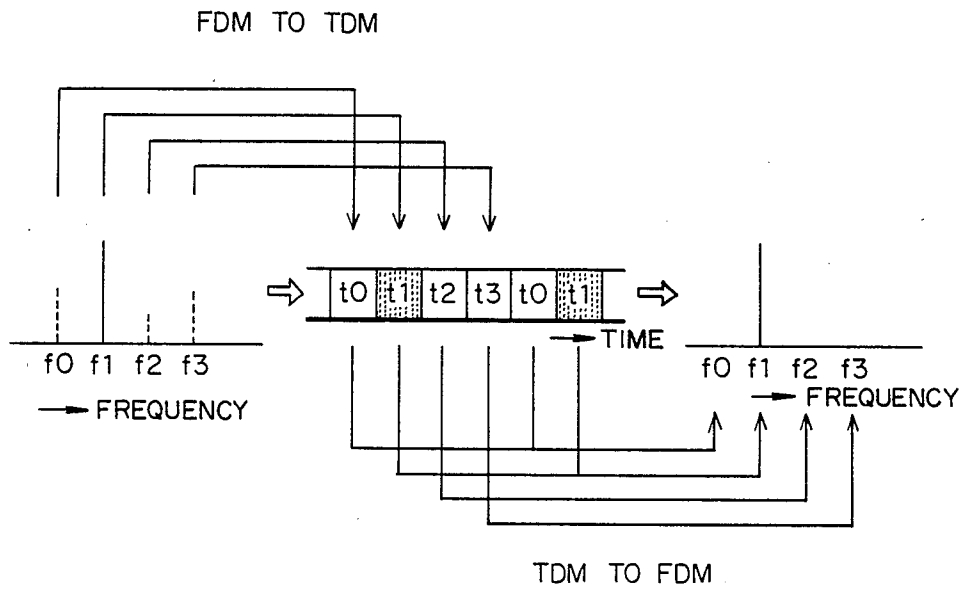 FDM TO TDM
t0 t1 t2 t3 t0 t1
TIME
f0 f1 f2 f3
FREQUENCY
f0 f1 f2 f3
FREQUENCY
TDM TO FDM